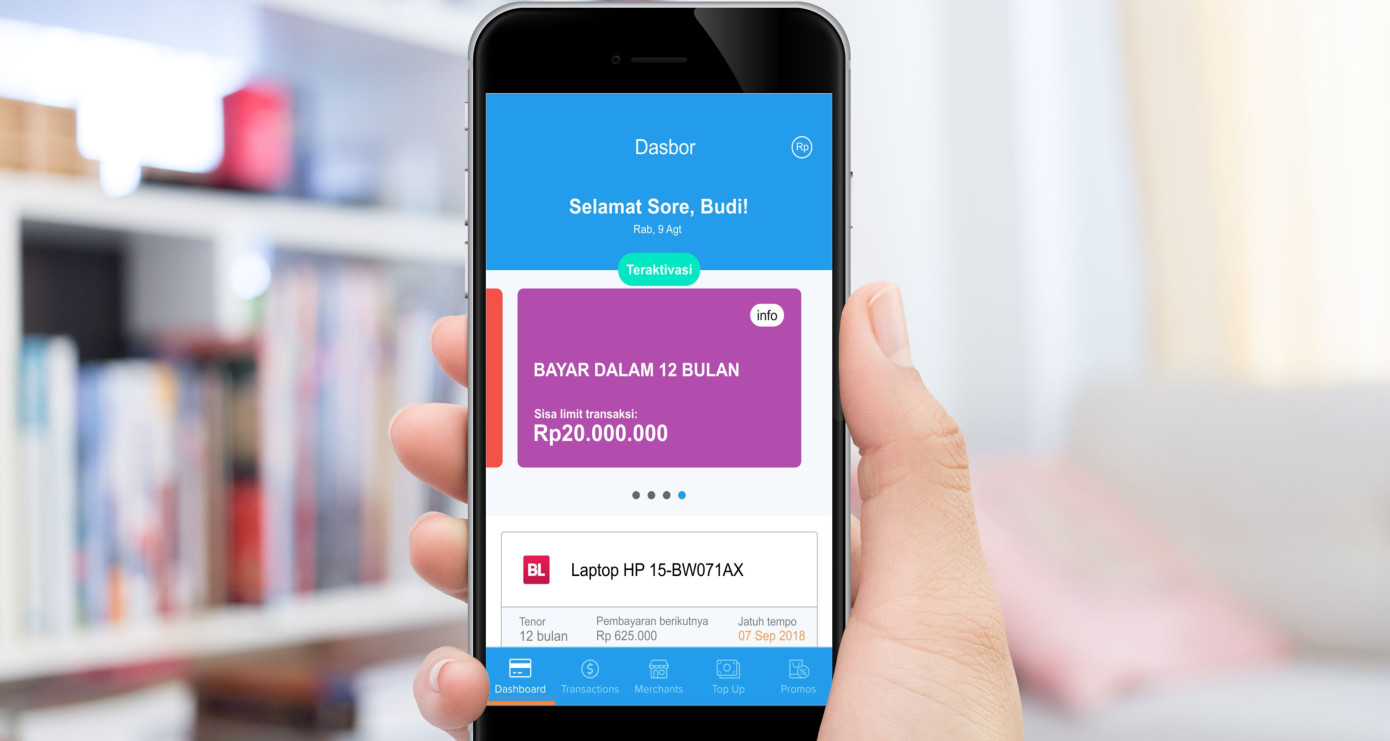 Dasbor
Rp
Selamat Sore, Budi!
Rab, 9 Agt
Teraktivasi
info
BAYAR DALAM 12 BULAN
Sisa limit transaksi:
Rp20.000.000
BL
Laptop HP 15-BW071AX
Tenor
12 bulan
Pembayaran berikutnya
Rp 625.000
Jatuh tempo
07 Sep 2018
Dashboard
Transactions
Merchants
Top Up
Promos